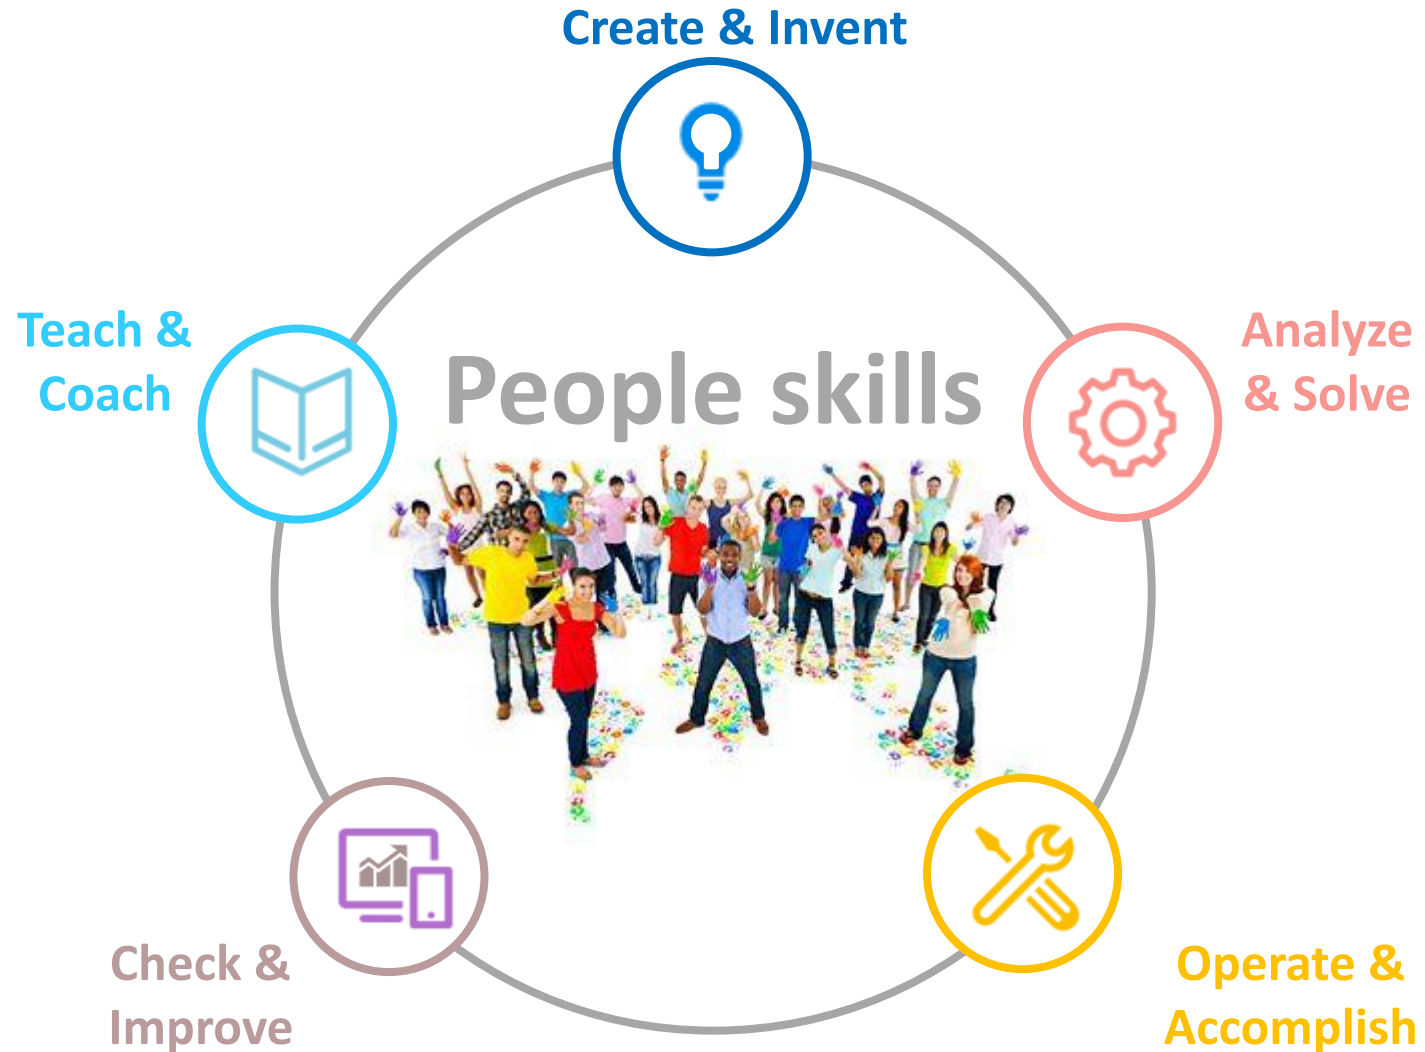 Create & Invent
Teach &
Coach
People skills
Analyze
& Solve
Check &
Improve
Operate &
Accomplish